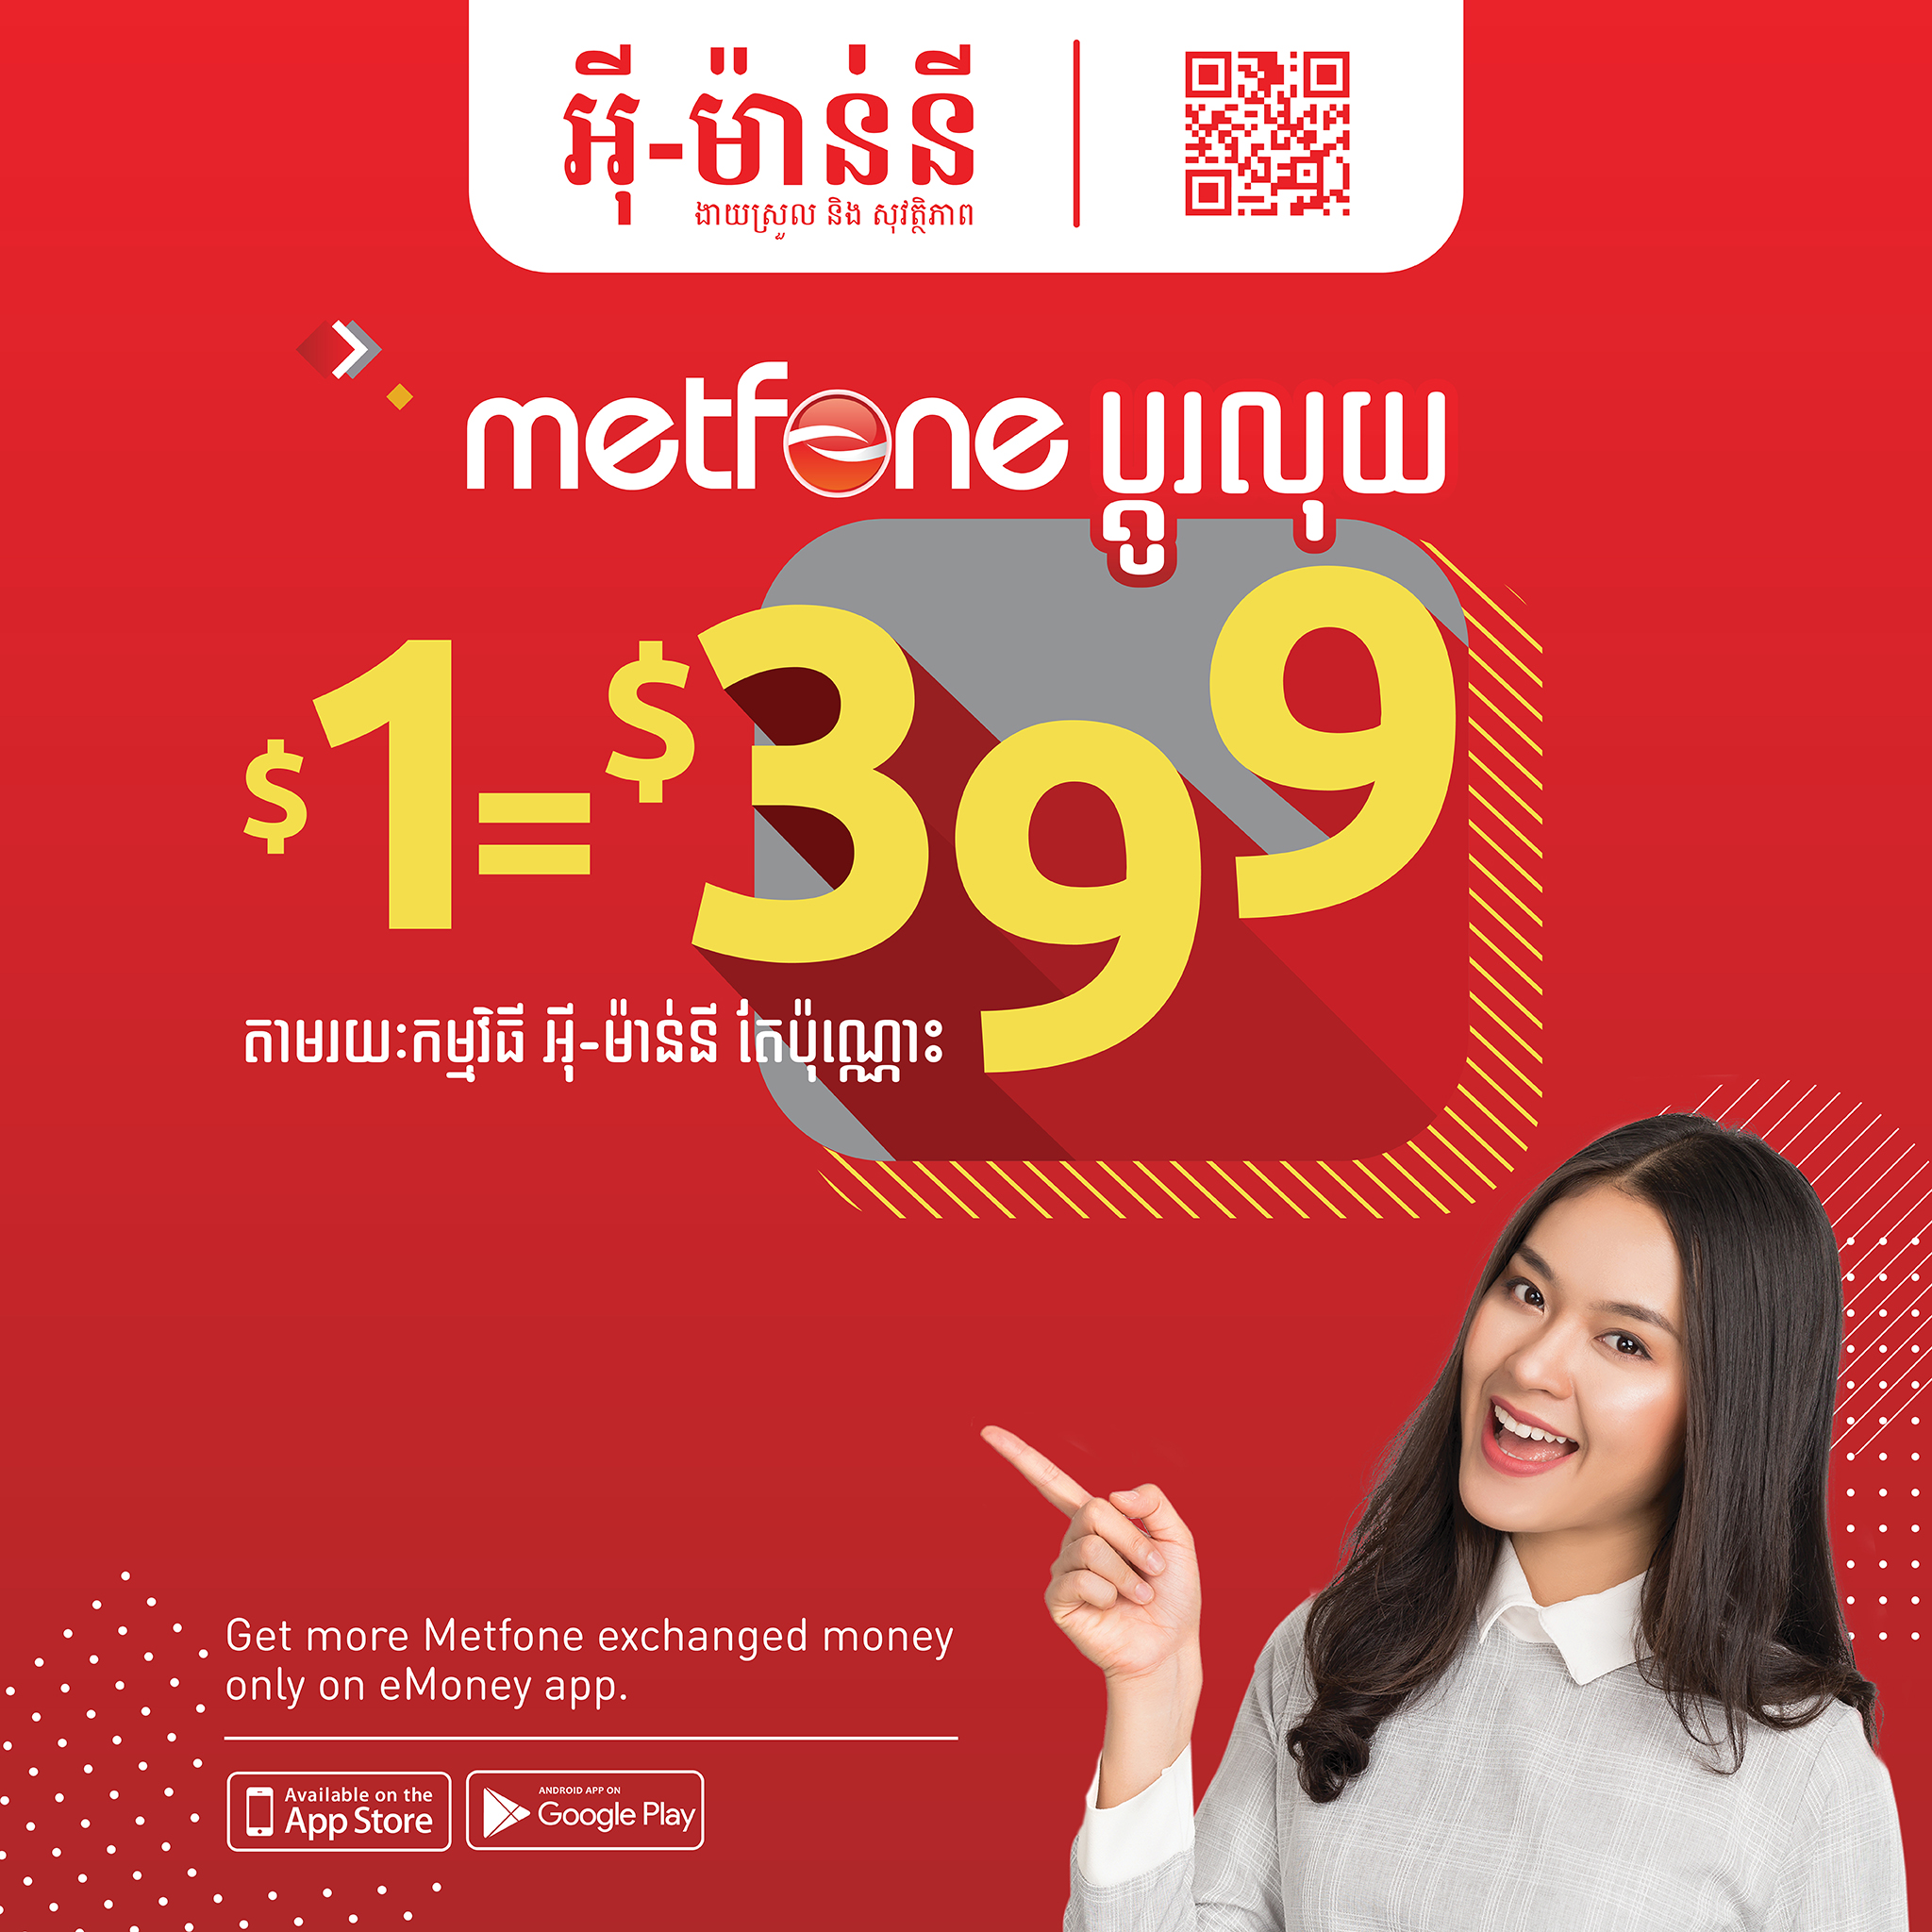 អ៊ី-ម៉ាន់នី
ងាយស្រួល និង សុវត្ថិភាព
metfone ប្ដូរលុយ
$1=$399
តាមរយៈកម្មវិធី អ៊ី-ម៉ាន់នី តែប៉ុណ្ណោះ
Get more Metfone exchanged money
only on eMoney app.
Available on the
App Store
ANDROID APP ON
Google Play